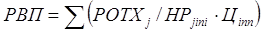 РВП = ∑(РОТХ_j / НР_jini · Ц_inn)